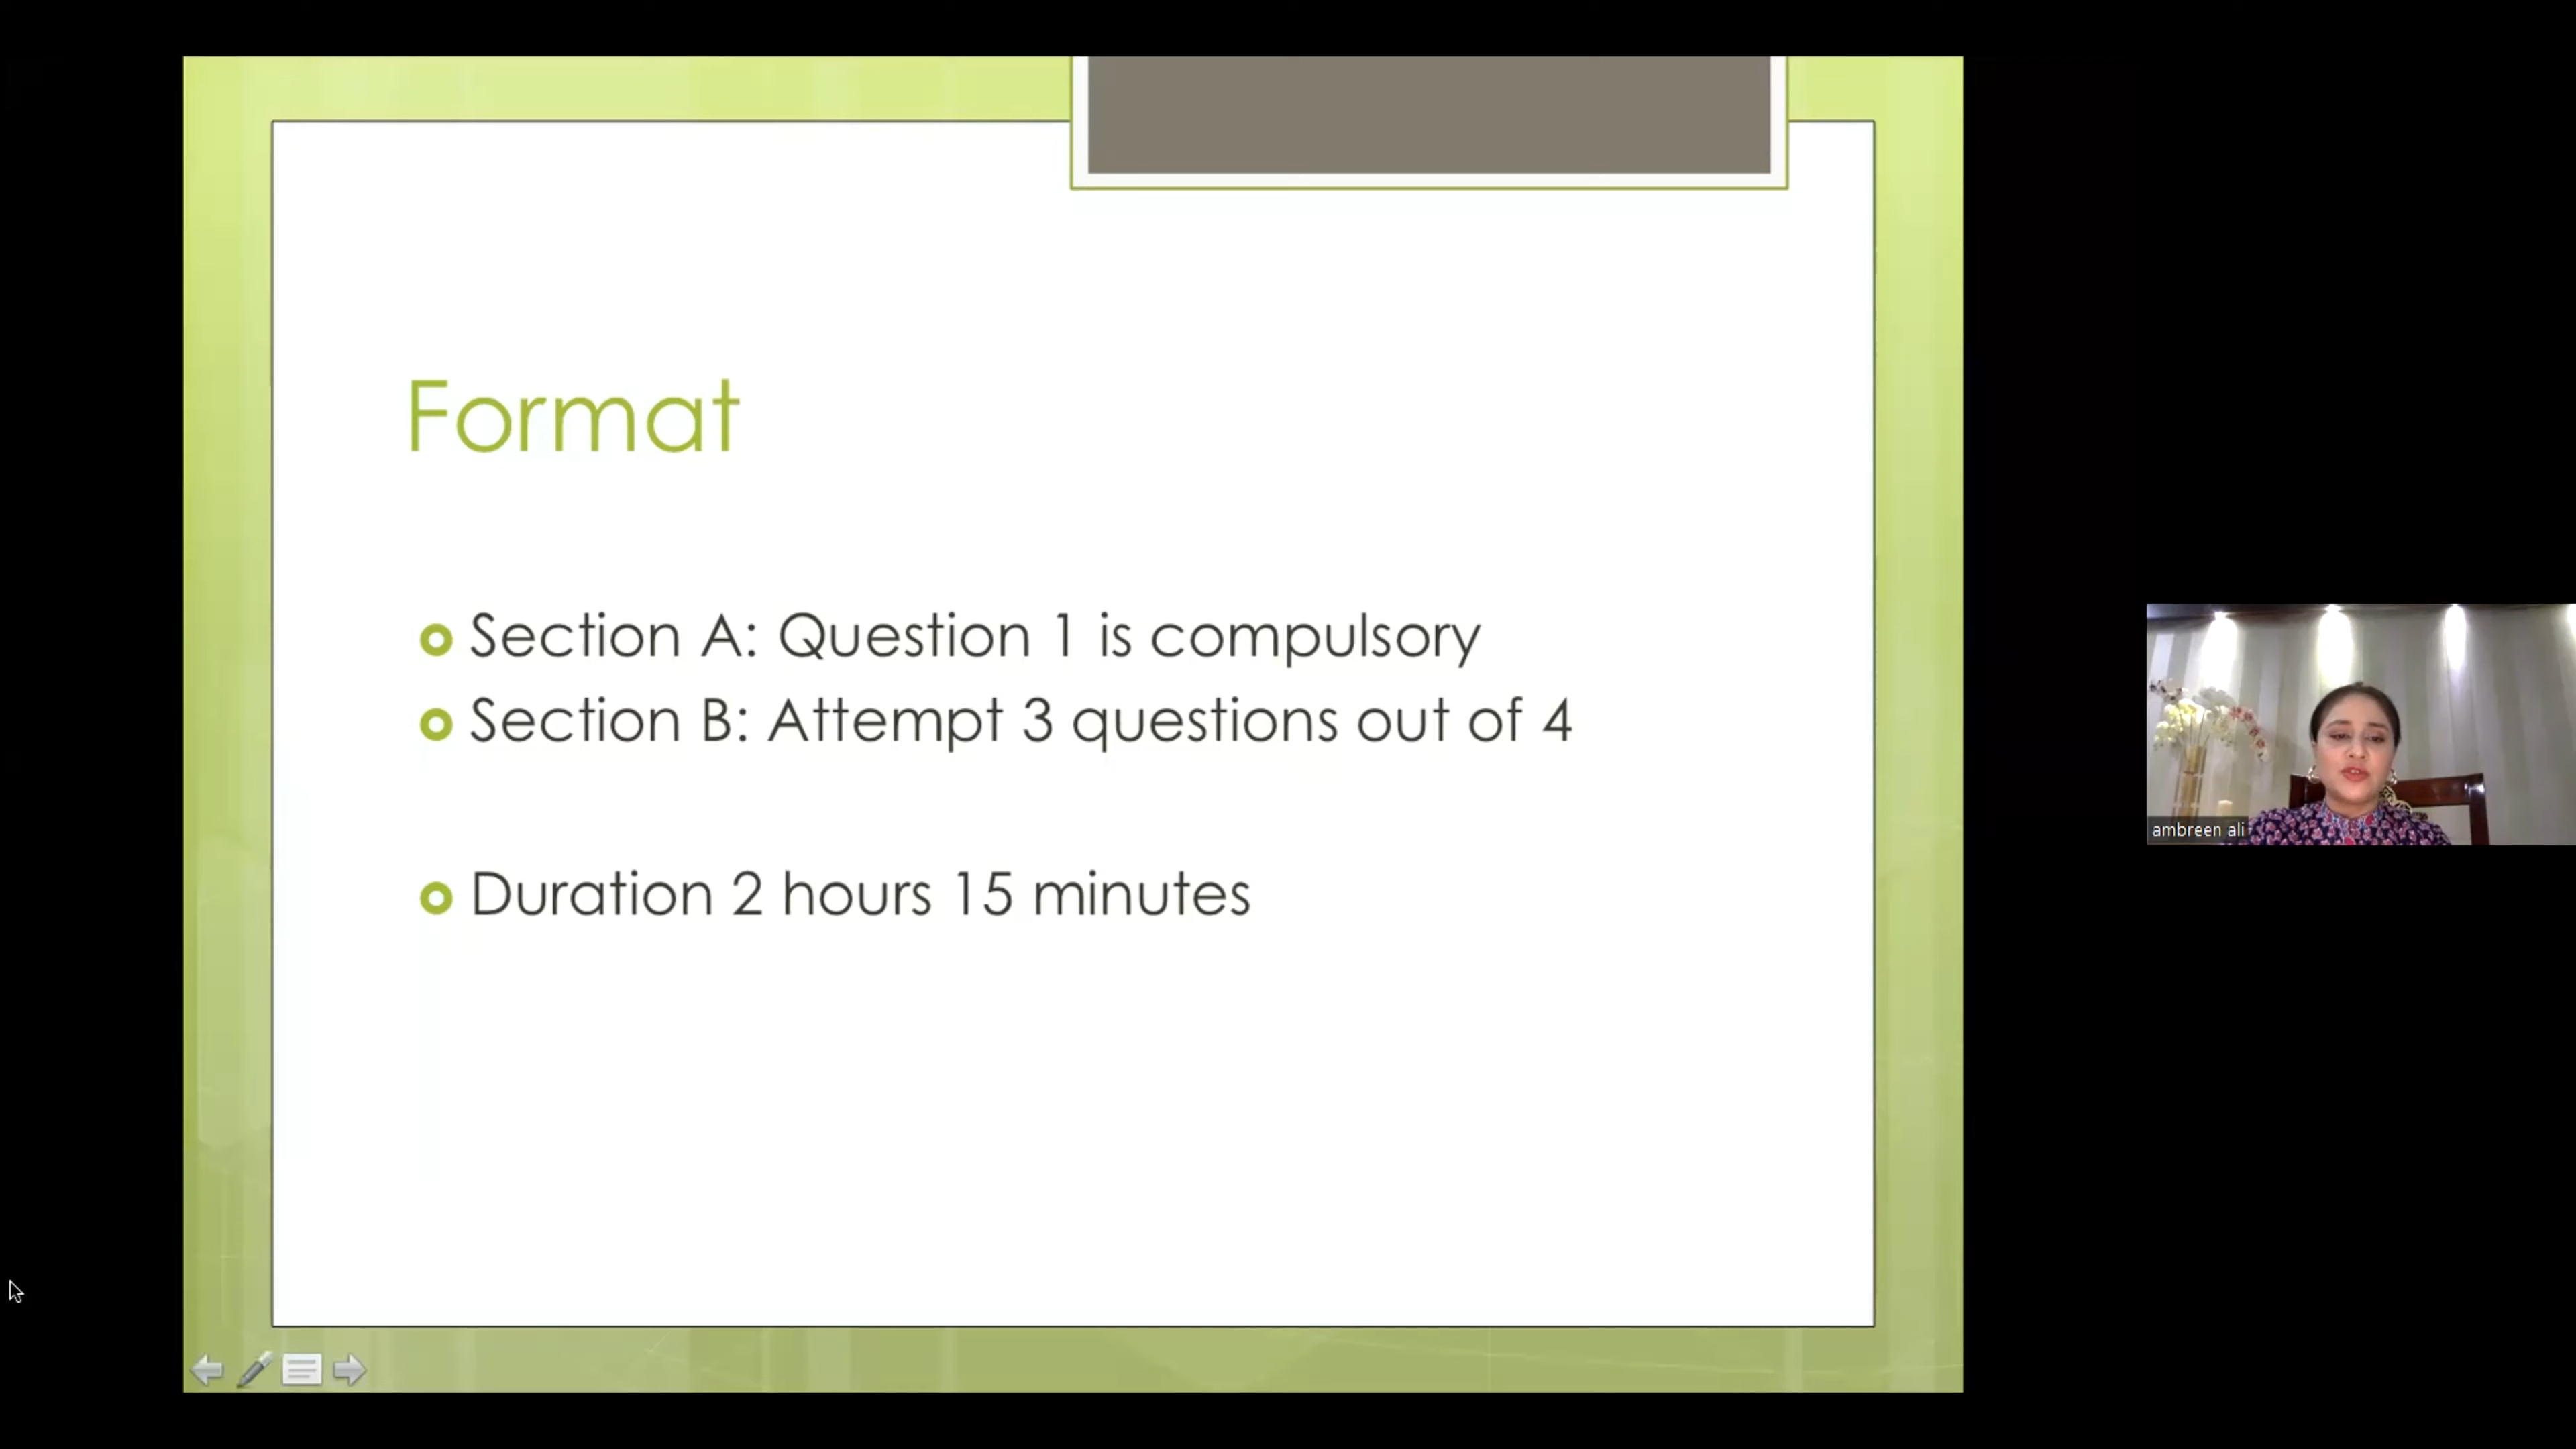 Format
Section A: Question 1 is compulsory
Section B: Attempt 3 questions out of 4
Duration 2 hours 15 minutes
ambreen ali